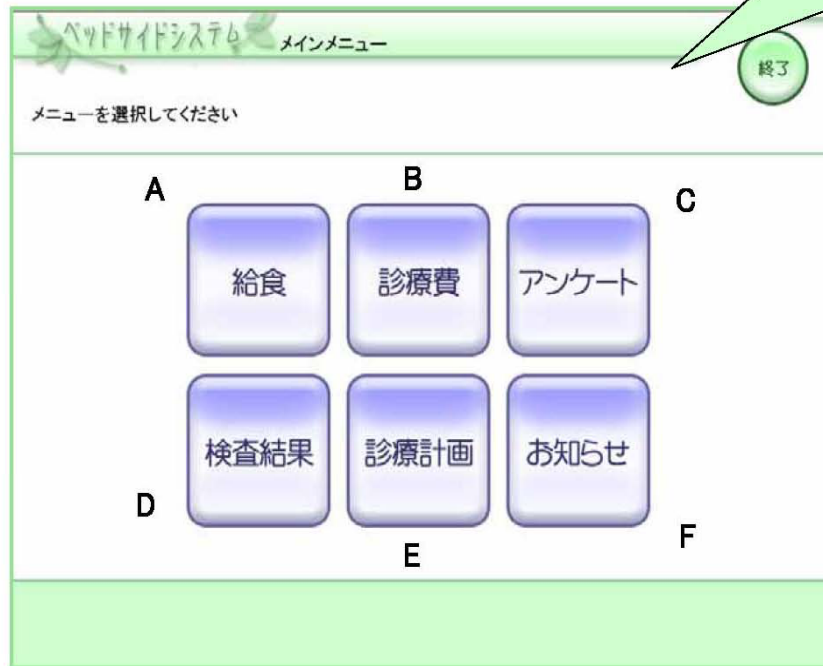 ベッドサイドシステム メインメニュー
終了
メニューを選択してください
A B C
給食 診療費 アンケート
検査結果 診療計画 お知らせ
D E F